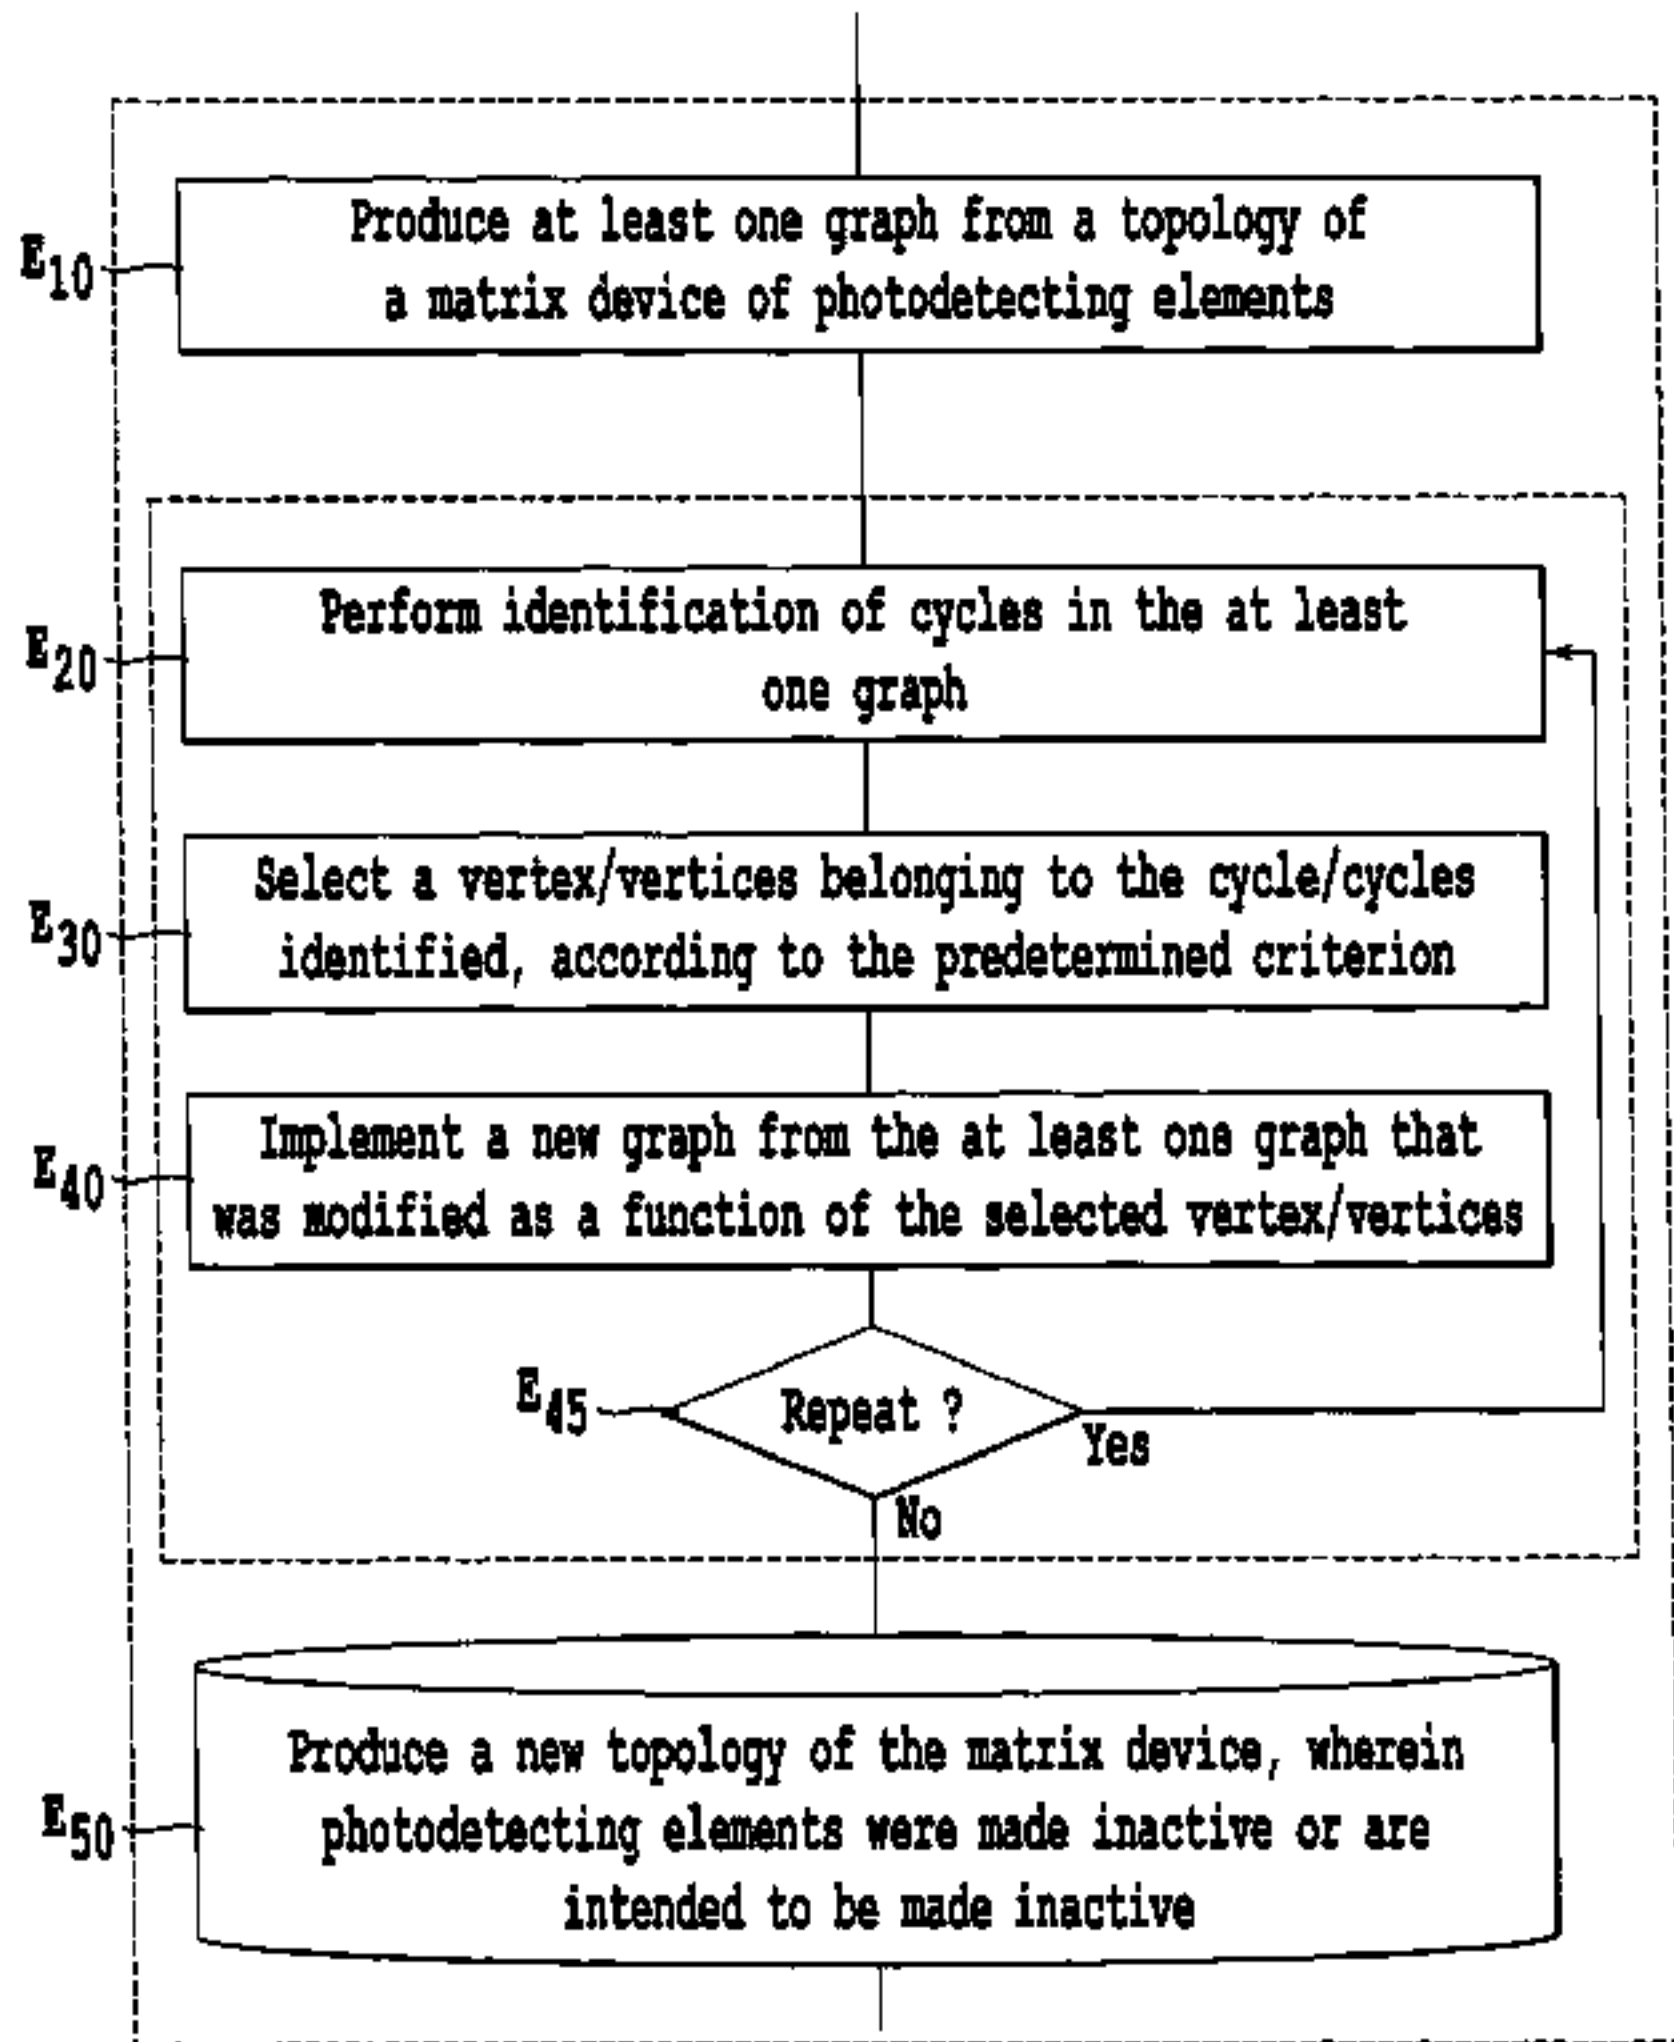 Produce at least one graph from a topology of
a matrix device of photodetecting elements
E10
Perform identification of cycles in the at least
one graph
E20
Select a vertex/vertices belonging to the cycle/cycles
identified, according to the predetermined criterion
E30
Implement a new graph from the at least one graph that
was modified as a function of the selected vertex/vertices
E40
E45
Repeat ?
Yes
No
Produce a new topology of the matrix device, wherein
photodetecting elements were made inactive or are
intended to be made inactive
E50